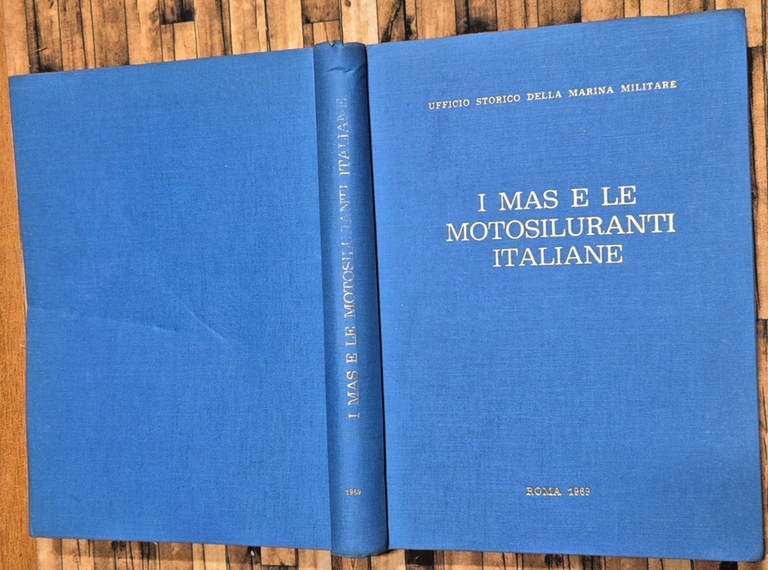 UFFICIO STORICO DELLA MARINA MILITARE
I MAS E LE
MOTOSILURANTI
ITALIANE
ROMA 1969
I MAS E LE MOTOSILURANTI ITALIANE
1969